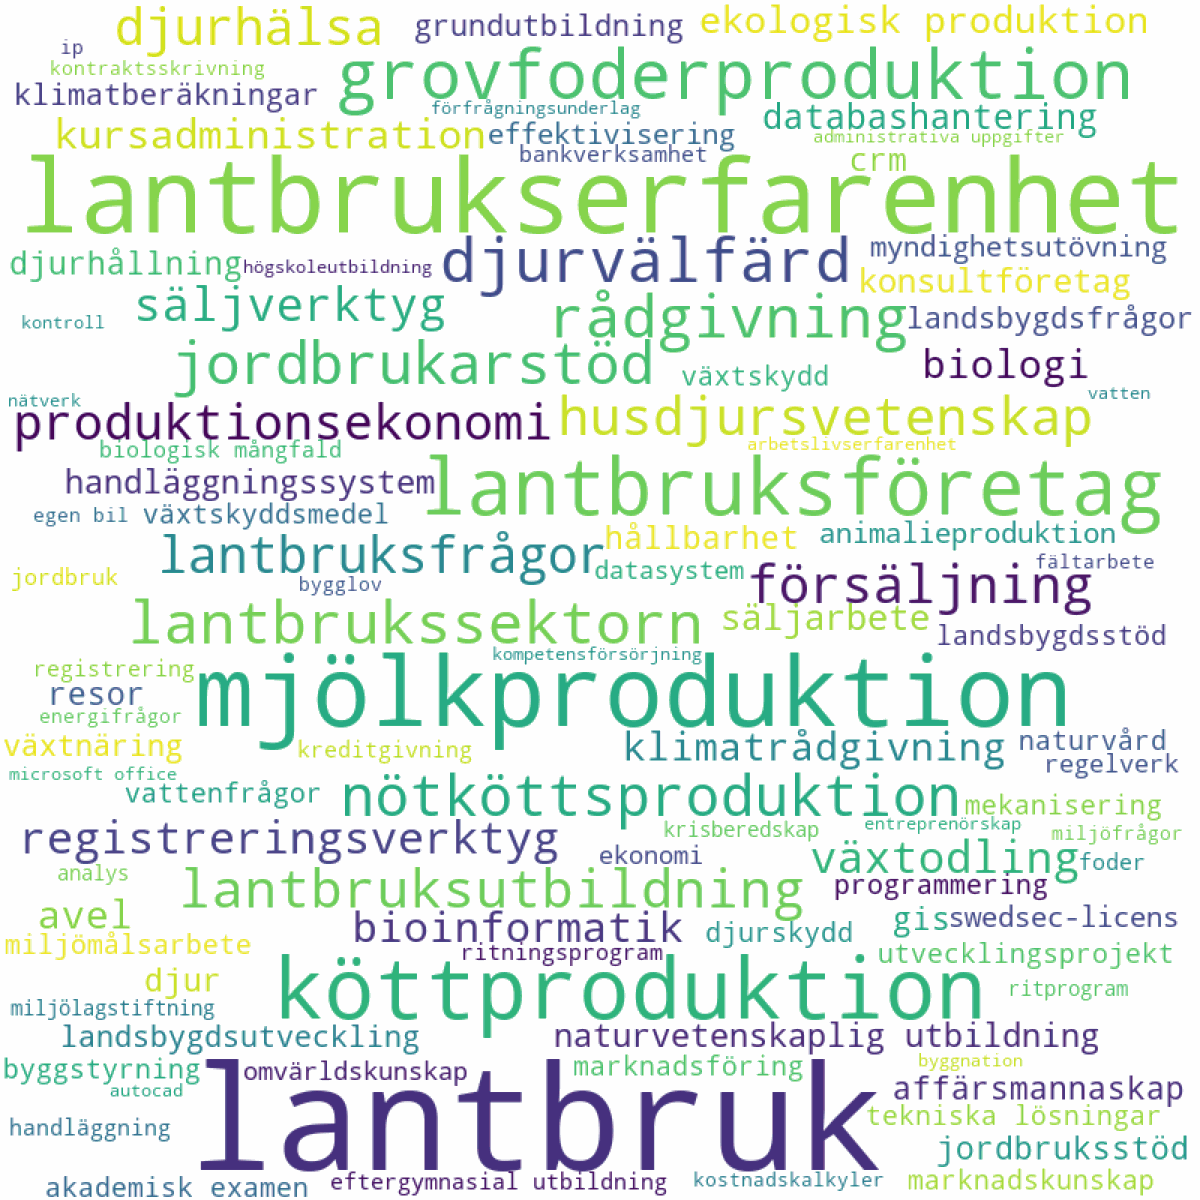 djurhälsa
grundutbildning
ekologisk produktion
ip
kontraktsskrivning
grovfoderproduktion
klimatberäkningar
förfrågningsunderlag
databashantering
kursadministration
effektivisering
administrativa uppgifter
bankverksamhet
crm
lantbrukserfarenhet
djurhållning
högskoleutbildning
djurvälfärd
myndighetsutövning
konsultföretag
säljverktyg
rådgivning
landsbygdsfrågor
kontroll
jordbrukarstöd
växtskydd
biologi
nätverk
vatten
produktionsekonomi
husdjursvetenskap
biologisk mångfald
arbetslivserfarenhet
handläggningssystem
lantbruksföretag
egen bil
växtskyddsmedel
lantbruksfrågor
hållbarhet
animalieproduktion
jordbruk
bygglov
datasystem
försäljning
fältarbete
lantbrukssektorn
säljarbete
landsbygdsstöd
registrering
kompetensförsörjning
resor
mjölkproduktion
energifrågor
växtnäring
kreditgivning
klimatrådgivning
naturvård
regelverk
microsoft office
vattenfrågor
nötköttsproduktion
mekanisering
registreringsverktyg
krisberedskap
entreprenörskap
miljöfrågor
ekonomi
växtodling
foder
analys
lantbruksutbildning
programmering
avel
bioinformatik
djurskydd
gis
swedsec-licens
miljömålsarbete
ritningsprogram
utvecklingsprojekt
djur
köttproduktion
ritprogram
miljölagstiftning
landsbygdsutveckling
naturvetenskaplig utbildning
byggstyrning
omvärldskunskap
marknadsföring
byggnation
autocad
affärsmannaskap
lantbruk
tekniska lösningar
handläggning
jordbruksstöd
akademisk examen
eftergymnasial utbildning
kostnadskalkyler
marknadskunskap